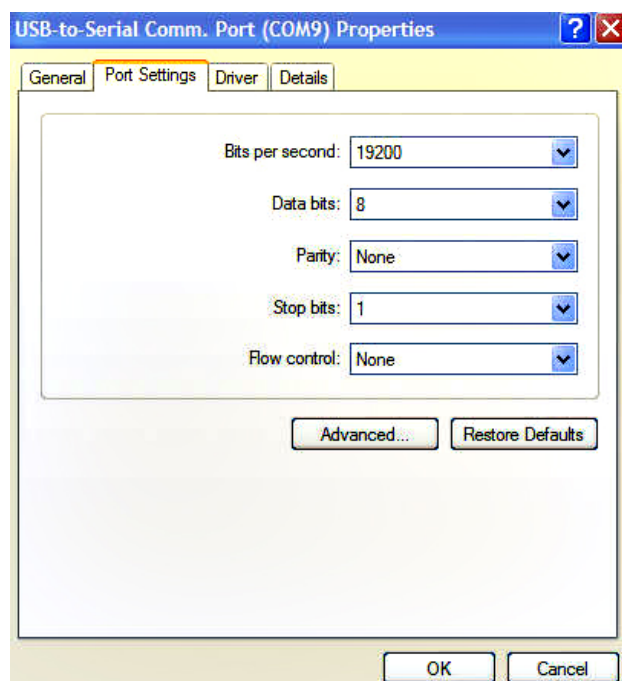 USB-to-Serial Comm. Port (COM9) Properties
General Port Settings Driver Details
Bits per second: 19200
Data bits: 8
Parity: None
Stop bits: 1
Flow control: None
Advanced... Restore Defaults
OK Cancel